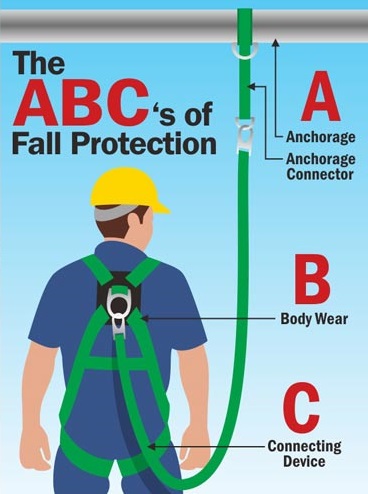 The
ABC's of
Fall Protection
A
Anchorage
Anchorage
Connector
B
Body Wear
C
Connecting
Device